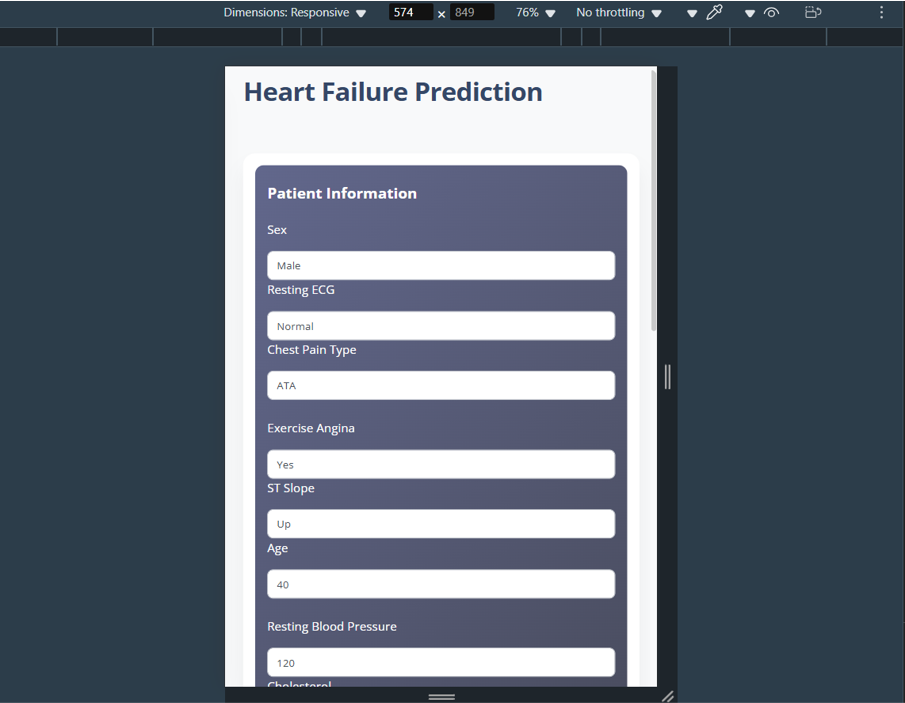 Dimensions: Responsive 574 × 849 76% No throttling
Heart Failure Prediction
Patient Information
Sex
Male
Resting ECG
Normal
Chest Pain Type
ATA
Exercise Angina
Yes
ST Slope
Up
Age
40
Resting Blood Pressure
120
Cholesterol